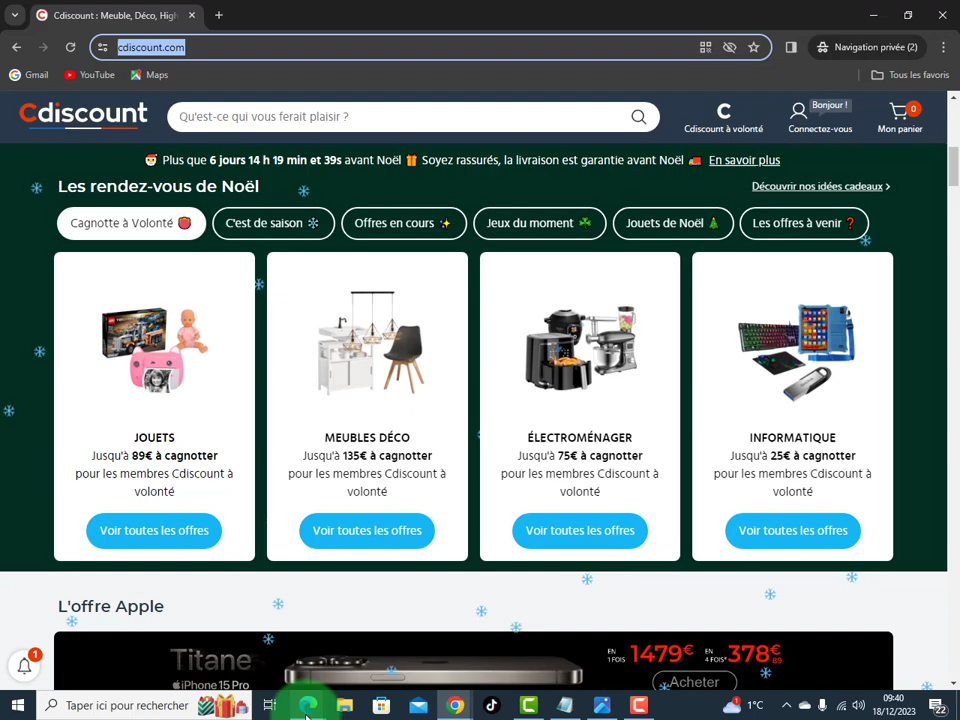 Cdiscount : Meuble, Déco, High
cdiscount.com
Navigation privée (2)
Gmail
YouTube
Maps
Tous les favoris
Cdiscount
Qu'est-ce qui vous ferait plaisir ?
C
Cdiscount à volonté
Bonjour !
Connectez-vous
0
Mon panier
Plus que 6 jours 14 h 19 min et 39s avant Noël Soyez rassurés, la livraison est garantie avant Noël En savoir plus
Les rendez-vous de Noël
Découvrir nos idées cadeaux
Cagnotte à Volonté
C'est de saison
Offres en cours
Jeux du moment
Jouets de Noël
Les offres à venir ?
JOUETS
Jusqu'à 89€ à cagnotter
pour les membres Cdiscount à
volonté
Voir toutes les offres
MEUBLES DÉCO
Jusqu'à 135€ à cagnotter
pour les membres Cdiscount à
volonté
Voir toutes les offres
ÉLECTROMÉNAGER
Jusqu'à 75€ à cagnotter
pour les membres Cdiscount à
volonté
Voir toutes les offres
INFORMATIQUE
Jusqu'à 25€ à cagnotter
pour les membres Cdiscount à
volonté
Voir toutes les offres
L'offre Apple
Titane
iPhone 15 Pro
EN 1 FOIS 1479€
EN 4 FOIS* 378€69
Acheter
1
Taper ici pour rechercher
1°C
09:40
18/12/2023
22